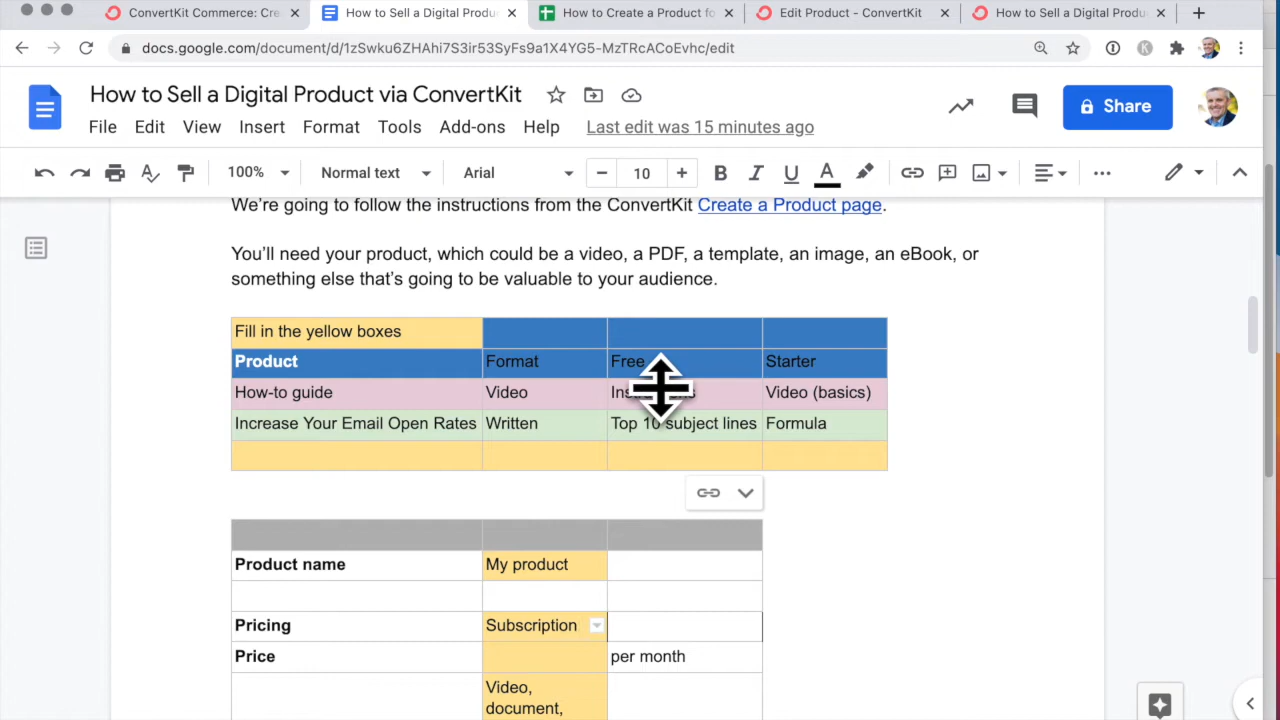 ConvertKit Commerce: Cre
How to Sell a Digital Produc
How to Create a Product fo
Edit Product - ConvertKit
How to Sell a Digital Produc
docs.google.com/document/d/1zSwku6ZHAhi7S3ir53SyFs9a1X4YG5-MzTRcACoEvhc/edit
How to Sell a Digital Product via ConvertKit
File Edit View Insert Format Tools Add-ons Help Last edit was 15 minutes ago
Share
100% Normal text Arial 10 B I U A
We’re going to follow the instructions from the ConvertKit Create a Product page.
You’ll need your product, which could be a video, a PDF, a template, an image, an eBook, or
something else that’s going to be valuable to your audience.
Fill in the yellow boxes
Product Format Free Starter
How-to guide Video Video (basics)
Increase Your Email Open Rates Written Top 10 subject lines Formula
Product name My product
Pricing Subscription
Price per month
Video,
document,